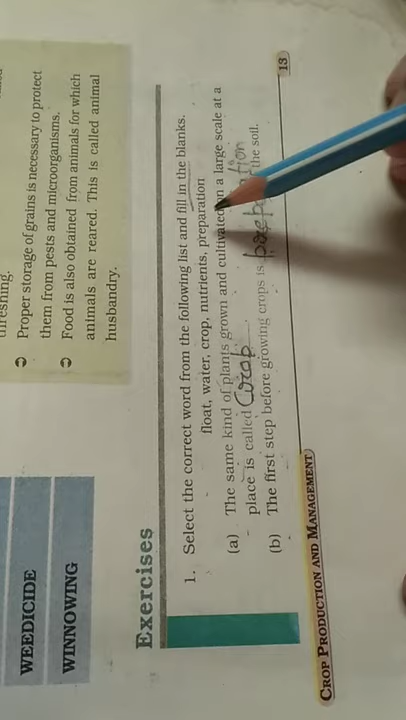 threshing.
Proper storage of grains is necessary to protect
them from pests and microorganisms.
Food is also obtained from animals for which
animals are reared. This is called animal
husbandry.
WEEDICIDE
WINNOWING
Exercises
1. Select the correct word from the following list and fill in the blanks.
float, water, crop, nutrients, preparation
(a) The same kind of plants grown and cultivated on a large scale at a
place is called Crop.
(b) The first step before growing crops is the soil.
CROP PRODUCTION AND MANAGEMENT
13